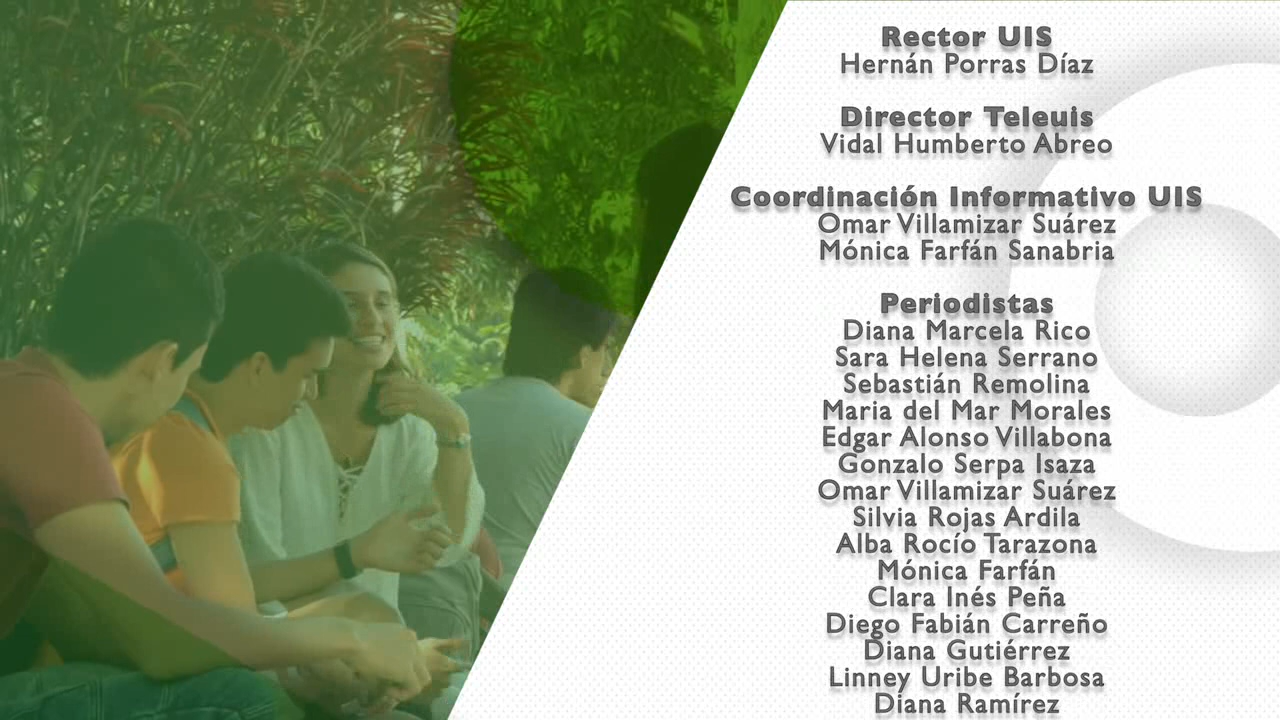 Rector UIS
Hernán Porras Díaz
Director Teleuis
Vidal Humberto Abreo
Coordinación Informativo UIS
Omar Villamizar Suárez
Mónica Farfán Sanabria
Periodistas
Diana Marcela Rico
Sara Helena Serrano
Sebastián Remolina
Maria del Mar Morales
Edgar Alonso Villabona
Gonzalo Serpa Isaza
Omar Villamizar Suárez
Silvia Rojas Ardila
Alba Rocío Tarazona
Mónica Farfán
Clara Inés Peña
Diego Fabián Carreño
Diana Gutiérrez
Linney Uribe Barbosa
Diana Ramírez